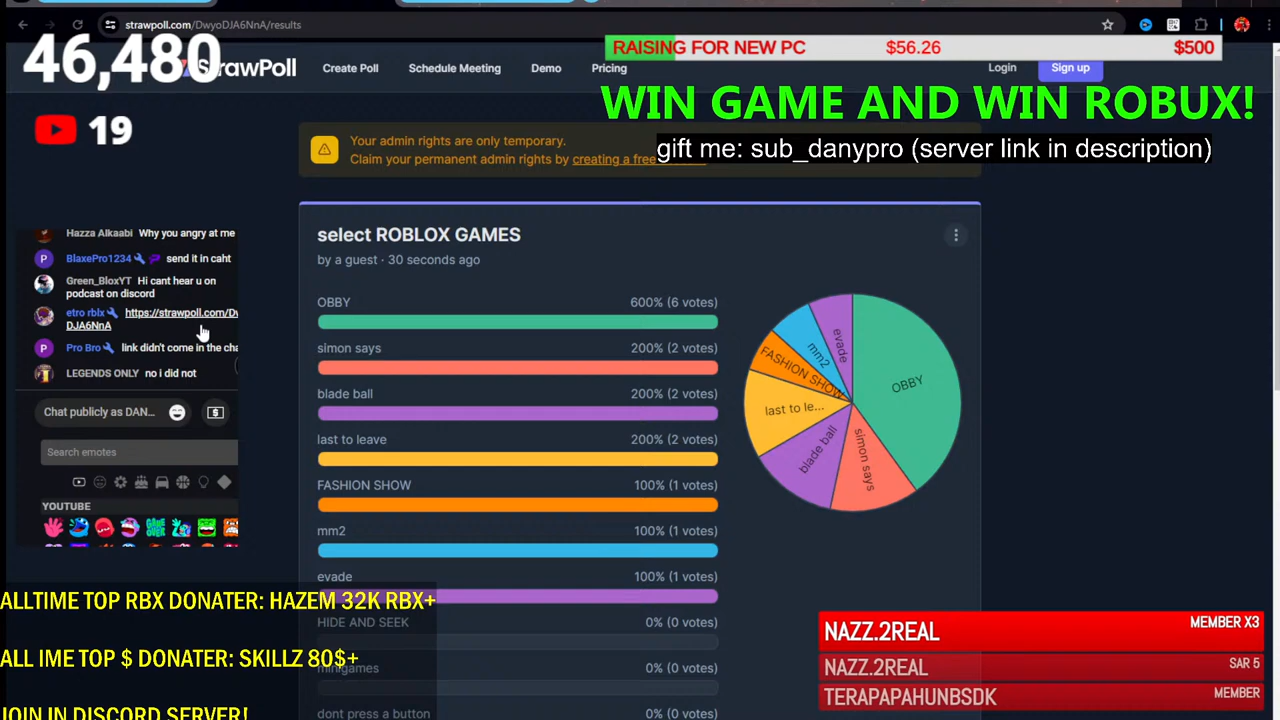 strawpoll.com/DwyoDJA6NnA/results
46,480
StrawPoll
Create Poll
Schedule Meeting
Demo
Pricing
Login
Sign up
RAISING FOR NEW PC $56.26 $500
WIN GAME AND WIN ROBUX!
gift me: sub_danypro (server link in description)
19
Your admin rights are only temporary.
Claim your permanent admin rights by creating a free
select ROBLOX GAMES
by a guest · 30 seconds ago
OBBY 600% (6 votes)
simon says 200% (2 votes)
blade ball 200% (2 votes)
last to leave 200% (2 votes)
FASHION SHOW 100% (1 votes)
mm2 100% (1 votes)
evade 100% (1 votes)
HIDE AND SEEK 0% (0 votes)
minigames 0% (0 votes)
dont press a button 0% (0 votes)
OBBY
simon says
blade ball
last to le...
FASHION SHOW
mm2
evade
Hazza Alkaabi Why you angry at me
P BlaxePro1234 send it in caht
Green_BloxYT Hi cant hear u on
podcast on discord
etro rblx https://strawpoll.com/Dw
DJA6NnA
P Pro Bro link didn't come in the cha
LEGENDS ONLY no i did not
Chat publicly as DAN...
Search emotes
YOUTUBE
ALLTIME TOP RBX DONATER: HAZEM 32K RBX+
ALL IME TOP $ DONATER: SKILLZ 80$+
JOIN IN DISCORD SERVER!
NAZZ.2REAL MEMBER X3
NAZZ.2REAL SAR 5
TERAPAPAHUNBSDK MEMBER